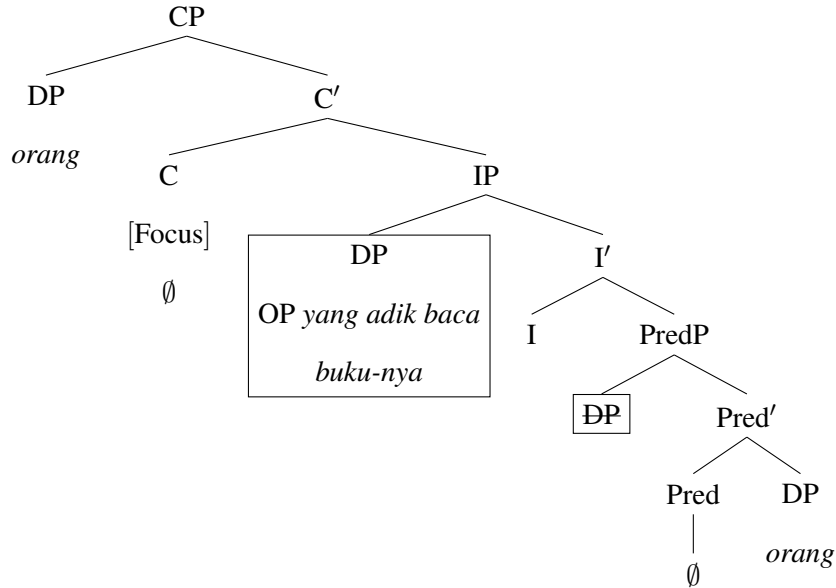 CP
DP C′
orang
C IP
[Focus]
∅
DP I′
OP yang adik baca
buku-nya
I PredP
DP Pred′
Pred DP
orang
∅